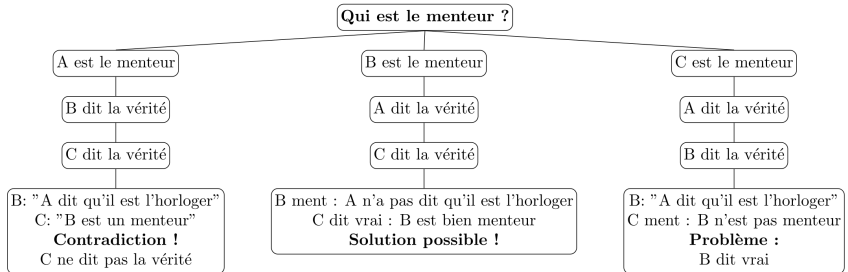 Qui est le menteur ?
A est le menteur
B est le menteur
C est le menteur
B dit la vérité
A dit la vérité
A dit la vérité
C dit la vérité
C dit la vérité
B dit la vérité
B: "A dit qu'il est l'horloger"
C: "B est un menteur"
Contradiction !
C ne dit pas la vérité
B ment : A n'a pas dit qu'il est l'horloger
C dit vrai : B est bien menteur
Solution possible !
B: "A dit qu'il est l'horloger"
C ment : B n'est pas menteur
Problème :
B dit vrai